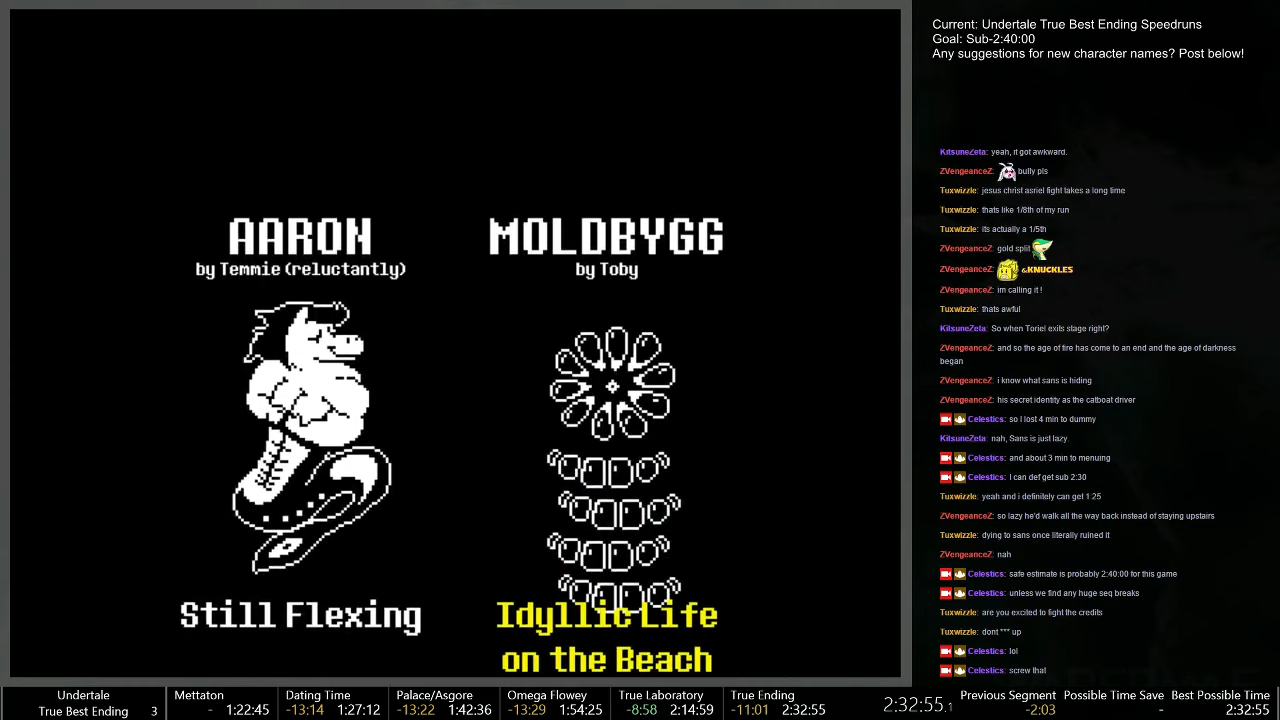 Current: Undertale True Best Ending Speedruns
Goal: Sub-2:40:00
Any suggestions for new character names? Post below!
AARON
by Temmie (reluctantly)
Still Flexing
MOLDBYGG
by Toby
Idyllic Life
on the Beach
KitsuneZeta: yeah, it got awkward.
ZVengeanceZ: bully pls
Tuxwizzle: jesus christ asriel fight takes a long time
Tuxwizzle: thats like 1/8th of my run
Tuxwizzle: its actually a 1/5th
ZVengeanceZ: gold split
ZVengeanceZ: &KNUCKLES
ZVengeanceZ: im calling it !
Tuxwizzle: thats awful
KitsuneZeta: So when Toriel exits stage right?
ZVengeanceZ: and so the age of fire has come to an end and the age of darkness
began
ZVengeanceZ: i know what sans is hiding
ZVengeanceZ: his secret identity as the catboat driver
Celestics: so I lost 4 min to dummy
KitsuneZeta: nah, Sans is just lazy.
Celestics: and about 3 min to menuing
Celestics: I can def get sub 2:30
Tuxwizzle: yeah and i definitely can get 1:25
ZVengeanceZ: so lazy he'd walk all the way back instead of staying upstairs
Tuxwizzle: dying to sans once literally ruined it
ZVengeanceZ: nah
Celestics: safe estimate is probably 2:40:00 for this game
Celestics: unless we find any huge seq breaks
Tuxwizzle: are you excited to fight the credits
Tuxwizzle: dont *** up
Celestics: lol
Celestics: screw that
Undertale
True Best Ending 3
Mettaton
- 1:22:45
Dating Time
-13:14 1:27:12
Palace/Asgore
-13:22 1:42:36
Omega Flowey
-13:29 1:54:25
True Laboratory
-8:58 2:14:59
True Ending
-11:01 2:32:55
2:32:55.1
Previous Segment
-2:03
Possible Time Save
-
Best Possible Time
2:32:55